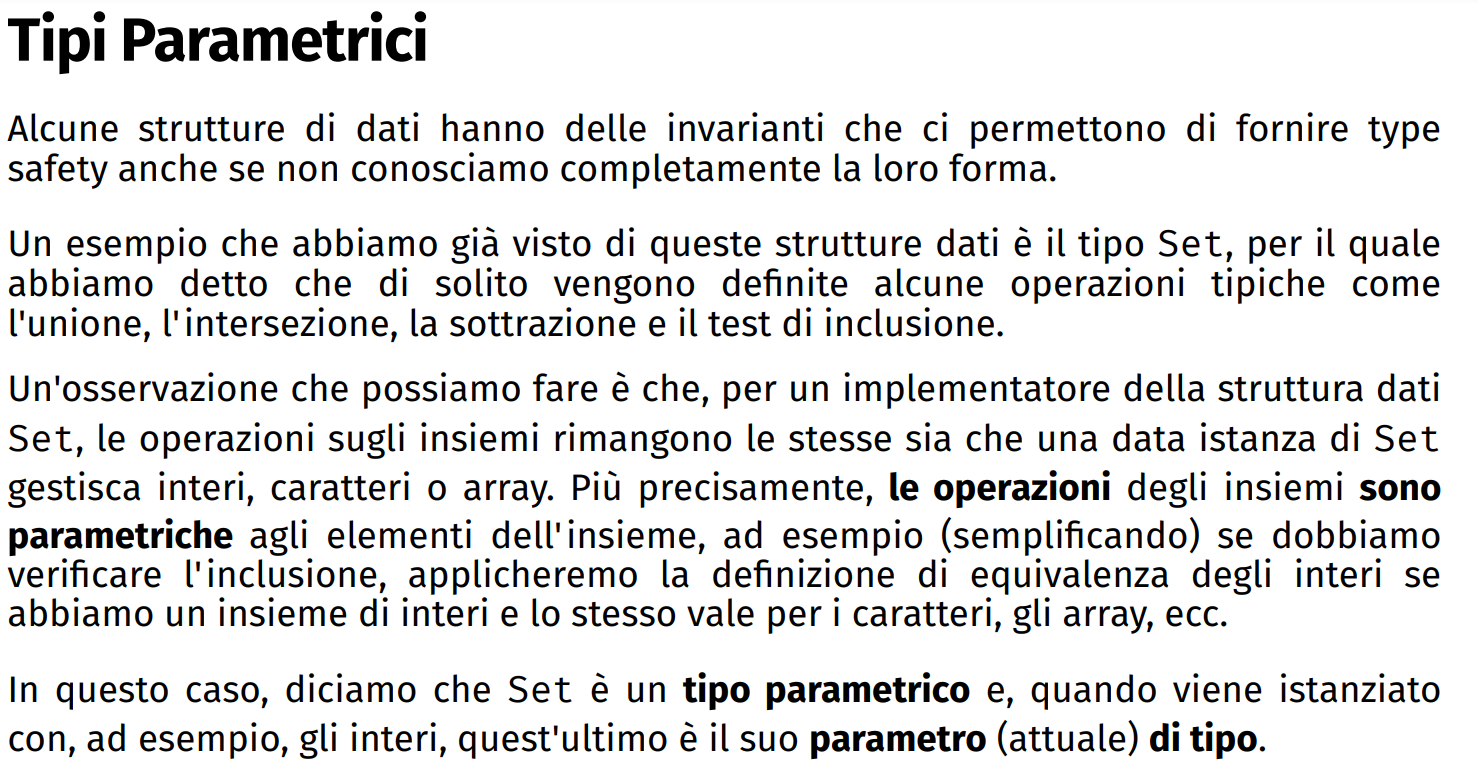 Tipi Parametrici
Alcune strutture di dati hanno delle invarianti che ci permettono di fornire type
safety anche se non conosciamo completamente la loro forma.
Un esempio che abbiamo già visto di queste strutture dati è il tipo Set, per il quale
abbiamo detto che di solito vengono definite alcune operazioni tipiche come
l'unione, l'intersezione, la sottrazione e il test di inclusione.
Un'osservazione che possiamo fare è che, per un implementatore della struttura dati
Set, le operazioni sugli insiemi rimangono le stesse sia che una data istanza di Set
gestisca interi, caratteri o array. Più precisamente, le operazioni degli insiemi sono
parametriche agli elementi dell'insieme, ad esempio (semplificando) se dobbiamo
verificare l'inclusione, applicheremo la definizione di equivalenza degli interi se
abbiamo un insieme di interi e lo stesso vale per i caratteri, gli array, ecc.
In questo caso, diciamo che Set è un tipo parametrico e, quando viene istanziato
con, ad esempio, gli interi, quest'ultimo è il suo parametro (attuale) di tipo.